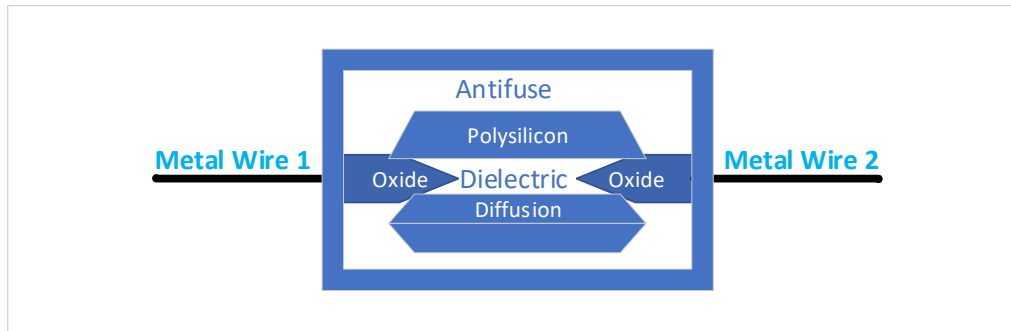 Antifuse
Polysilicon
Metal Wire 1
Metal Wire 2
Oxide
Dielectric
Oxide
Diffusion